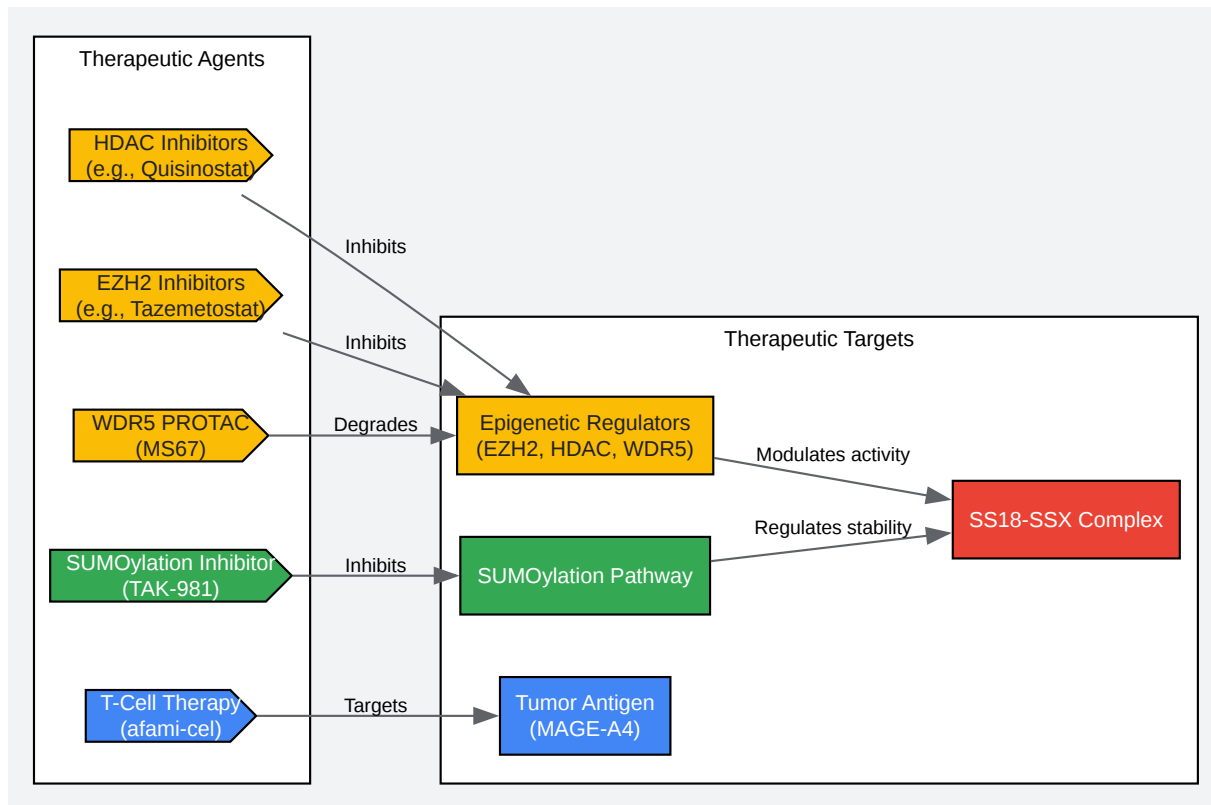 Therapeutic Agents
HDAC Inhibitors
(e.g., Quisinostat)
Inhibits
EZH2 Inhibitors
(e.g., Tazemetostat)
Inhibits
WDR5 PROTAC
(MS67)
Degrades
SUMOylation Inhibitor
(TAK-981)
Inhibits
T-Cell Therapy
(afami-cel)
Targets
Therapeutic Targets
Epigenetic Regulators
(EZH2, HDAC, WDR5)
Modulates activity
SUMOylation Pathway
Regulates stability
SS18-SSX Complex
Tumor Antigen
(MAGE-A4)